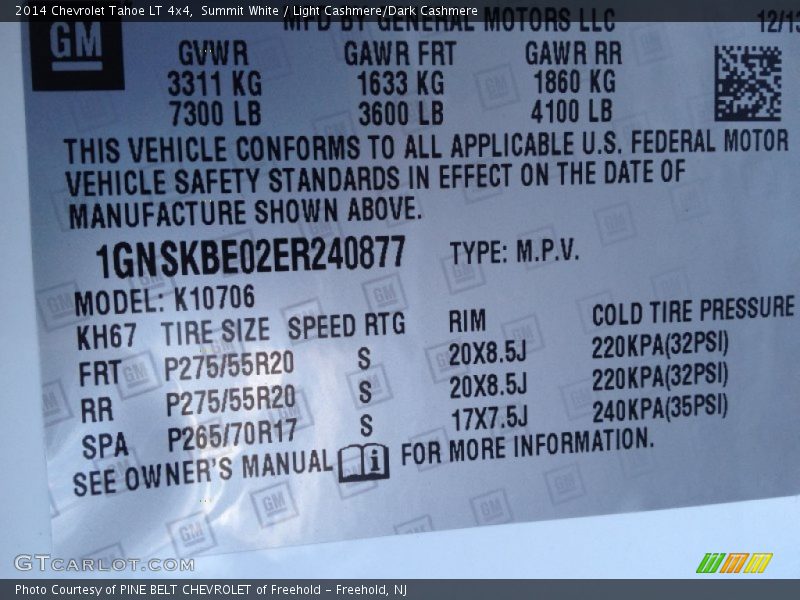 2014 Chevrolet Tahoe LT 4x4, Summit White / Light Cashmere/Dark Cashmere
MFD BY GENERAL MOTORS LLC 12/13
GM
GVWR GAWR FRT GAWR RR
3311 KG 1633 KG 1860 KG
7300 LB 3600 LB 4100 LB
THIS VEHICLE CONFORMS TO ALL APPLICABLE U.S. FEDERAL MOTOR
VEHICLE SAFETY STANDARDS IN EFFECT ON THE DATE OF
MANUFACTURE SHOWN ABOVE.
1GNSKBE02ER240877 TYPE: M.P.V.
MODEL: K10706
KH67 TIRE SIZE SPEED RTG RIM COLD TIRE PRESSURE
FRT P275/55R20 S 20X8.5J 220KPA(32PSI)
RR P275/55R20 S 20X8.5J 220KPA(32PSI)
SPA P265/70R17 S 17X7.5J 240KPA(35PSI)
SEE OWNER'S MANUAL i FOR MORE INFORMATION.
GTCARLOT.COM
Photo Courtesy of PINE BELT CHEVROLET of Freehold - Freehold, NJ